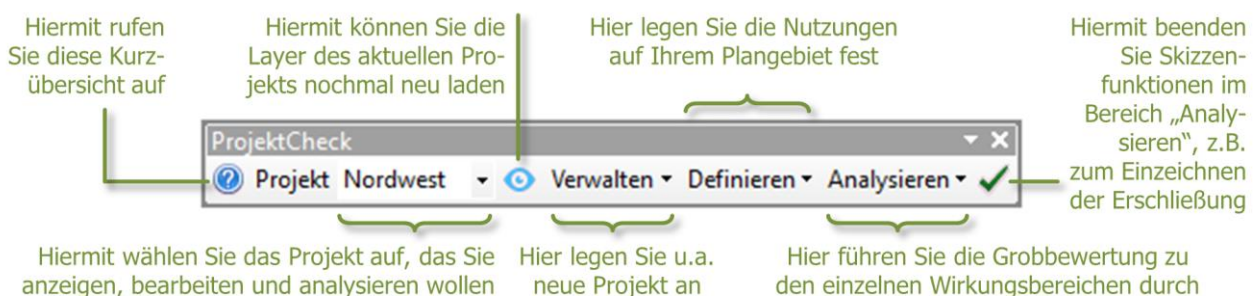 Hiermit rufen
Sie diese Kurz-
übersicht auf
Hiermit können Sie die
Layer des aktuellen Pro-
jekts nochmal neu laden
Hier legen Sie die Nutzungen
auf Ihrem Plangebiet fest
Hiermit beenden
Sie Skizzen-
funktionen im
Bereich „Analy-
sieren“, z.B.
zum Einzeichnen
der Erschließung
ProjektCheck
Projekt Nordwest Verwalten Definieren Analysieren
Hiermit wählen Sie das Projekt auf, das Sie
anzeigen, bearbeiten und analysieren wollen
Hier legen Sie u.a.
neue Projekt an
Hier führen Sie die Grobbewertung zu
den einzelnen Wirkungsbereichen durch